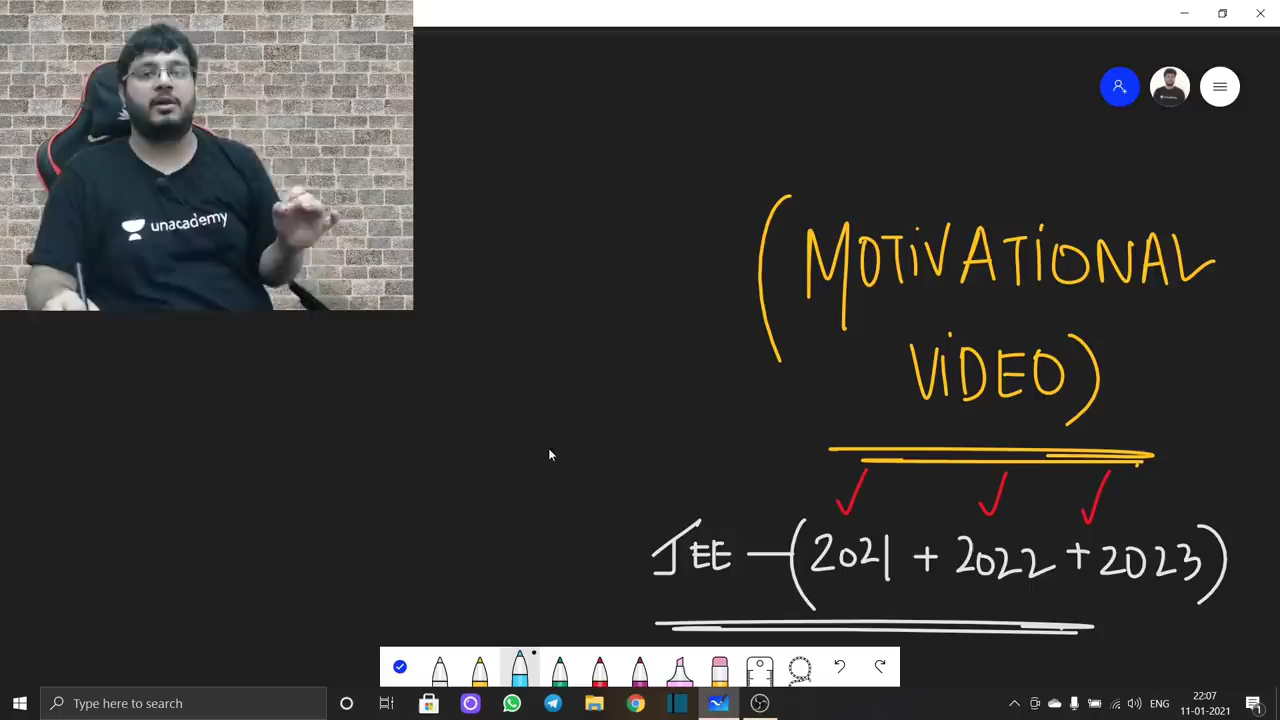 unacademy
(MOTiVATIONAL
ViDEO)
JEE — (2021 + 2022 + 2023)
Type here to search
ENG
22:07
11-01-2021